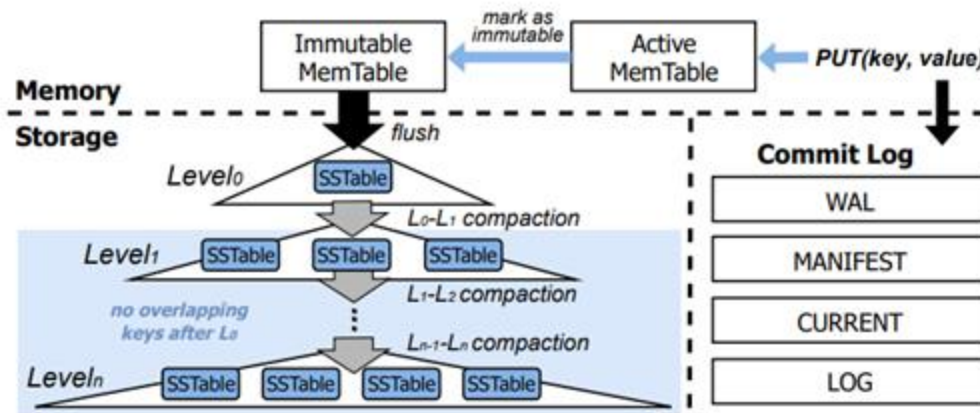 mark as
immutable
Immutable
MemTable
Active
MemTable
PUT(key, value)
Memory
Storage
flush
Commit Log
Level₀
SSTable
WAL
L₀-L₁ compaction
Level₁
SSTable
SSTable
SSTable
MANIFEST
L₁-L₂ compaction
no overlapping
keys after L₀
CURRENT
Lₙ₋₁-Lₙ compaction
Levelₙ
SSTable
SSTable
SSTable
SSTable
LOG